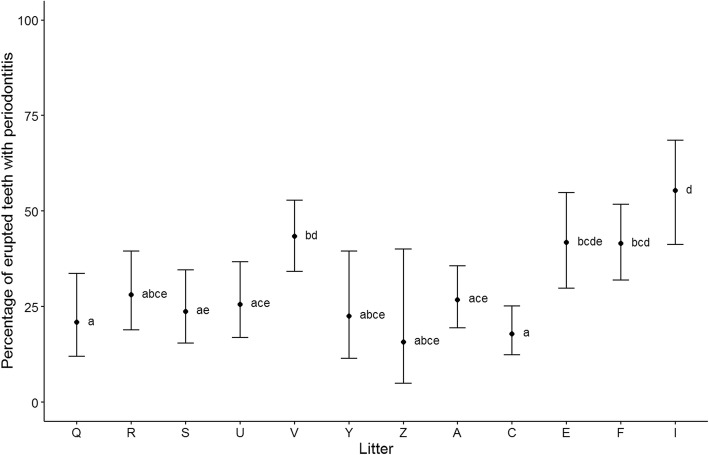 Percentage of erupted teeth with periodontitis
100
75
50
25
0
a
abce
ae
ace
bd
abce
abce
ace
a
bcde
bcd
d
Q R S U V Y Z A C E F I
Litter